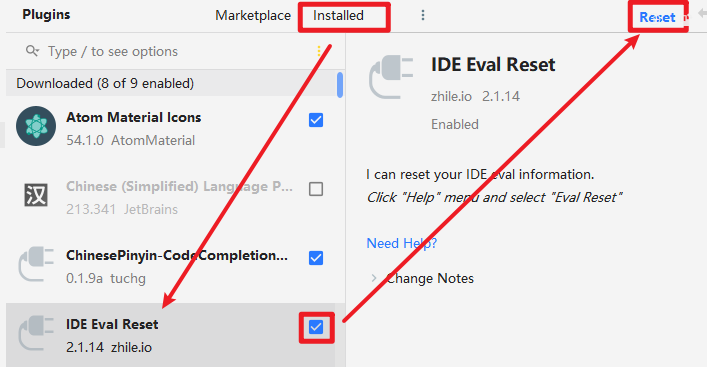 Plugins
Marketplace
Installed
Reset
Type / to see options
Downloaded (8 of 9 enabled)
Atom Material Icons
54.1.0 AtomMaterial
汉
Chinese (Simplified) Language P...
213.341 JetBrains
ChinesePinyin-CodeCompletion...
0.1.9a tuchg
IDE Eval Reset
2.1.14 zhile.io
IDE Eval Reset
zhile.io 2.1.14
Enabled
I can reset your IDE eval information.
Click "Help" menu and select "Eval Reset"
Need Help?
Change Notes